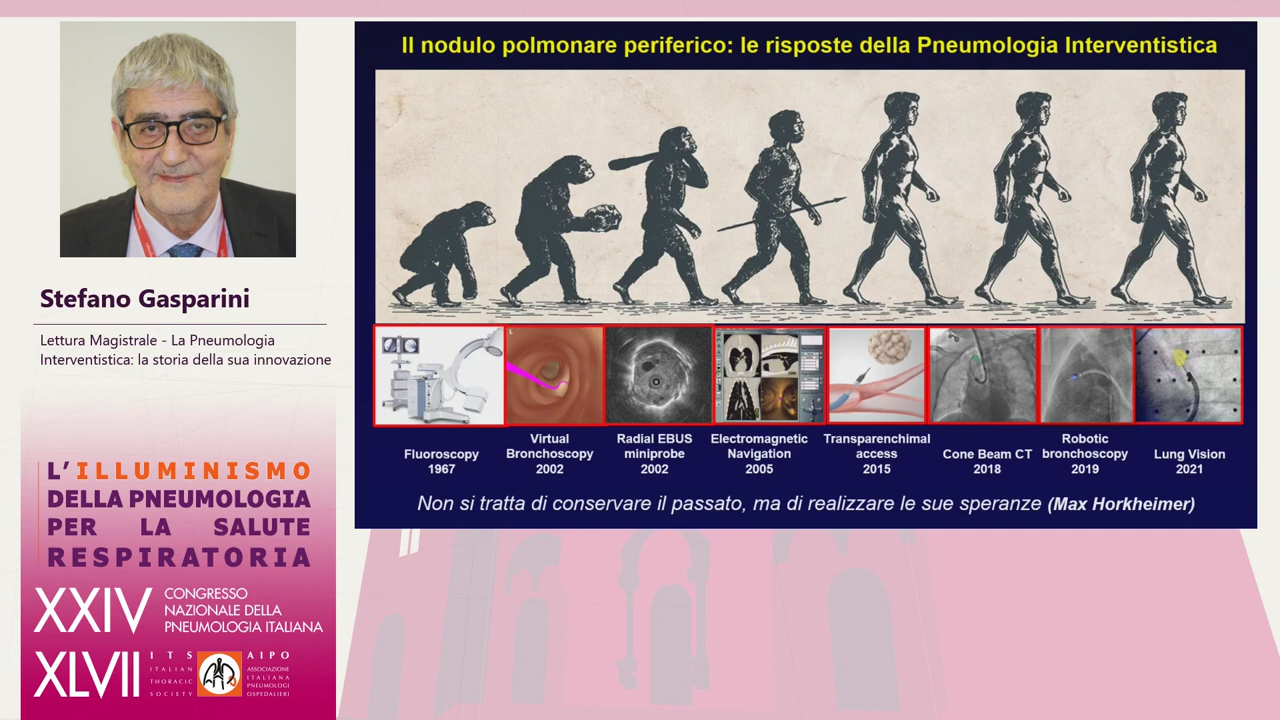 Stefano Gasparini
Lettura Magistrale - La Pneumologia
Interventistica: la storia della sua innovazione
L'ILLUMINISMO
DELLA PNEUMOLOGIA
PER LA SALUTE
RESPIRATORIA
XXIV
CONGRESSO
NAZIONALE DELLA
PNEUMOLOGIA ITALIANA
XLVII
ITS
ITALIAN
THORACIC
SOCIETY
AIPO
ASSOCIAZIONE
ITALIANA
PNEUMOLOGI
OSPEDALIERI
Il nodulo polmonare periferico: le risposte della Pneumologia Interventistica
Fluoroscopy
1967
Virtual
Bronchoscopy
2002
Radial EBUS
miniprobe
2002
Electromagnetic
Navigation
2005
Transparenchimal
access
2015
Cone Beam CT
2018
Robotic
bronchoscopy
2019
Lung Vision
2021
Non si tratta di conservare il passato, ma di realizzare le sue speranze (Max Horkheimer)